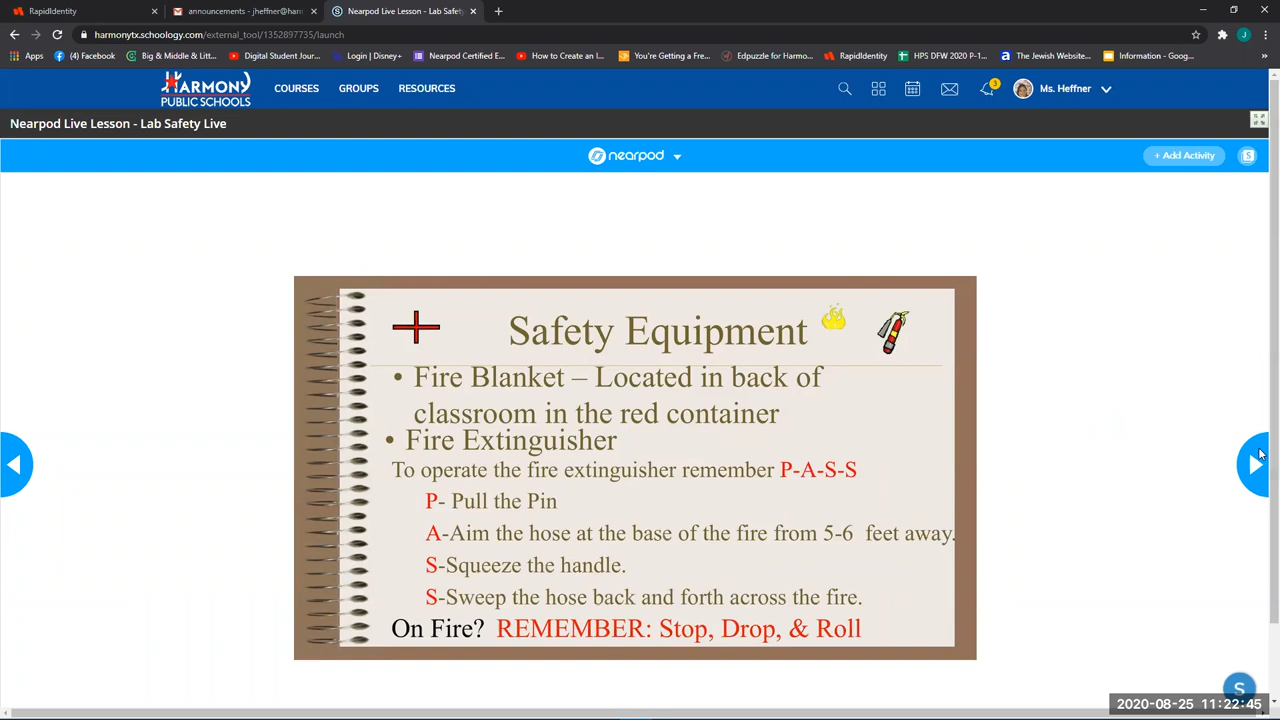 RapidIdentity
announcements - jheffner@harm
Nearpod Live Lesson - Lab Safety
harmonytx.schoology.com/external_tool/1352897735/launch
J
Apps
(4) Facebook
Big & Middle & Littl...
Digital Student Jour...
Login | Disney+
Nearpod Certified E...
How to Create an I...
You're Getting a Fre...
Edpuzzle for Harmo...
RapidIdentity
HPS DFW 2020 P-1...
The Jewish Website...
Information - Goog...
HARMONY
PUBLIC SCHOOLS
COURSES
GROUPS
RESOURCES
3
Ms. Heffner
Nearpod Live Lesson - Lab Safety Live
nearpod
+ Add Activity
S
Safety Equipment
• Fire Blanket – Located in back of
classroom in the red container
• Fire Extinguisher
To operate the fire extinguisher remember P-A-S-S
P- Pull the Pin
A-Aim the hose at the base of the fire from 5-6 feet away.
S-Squeeze the handle.
S-Sweep the hose back and forth across the fire.
On Fire? REMEMBER: Stop, Drop, & Roll
S
2020-08-25 11:22:45